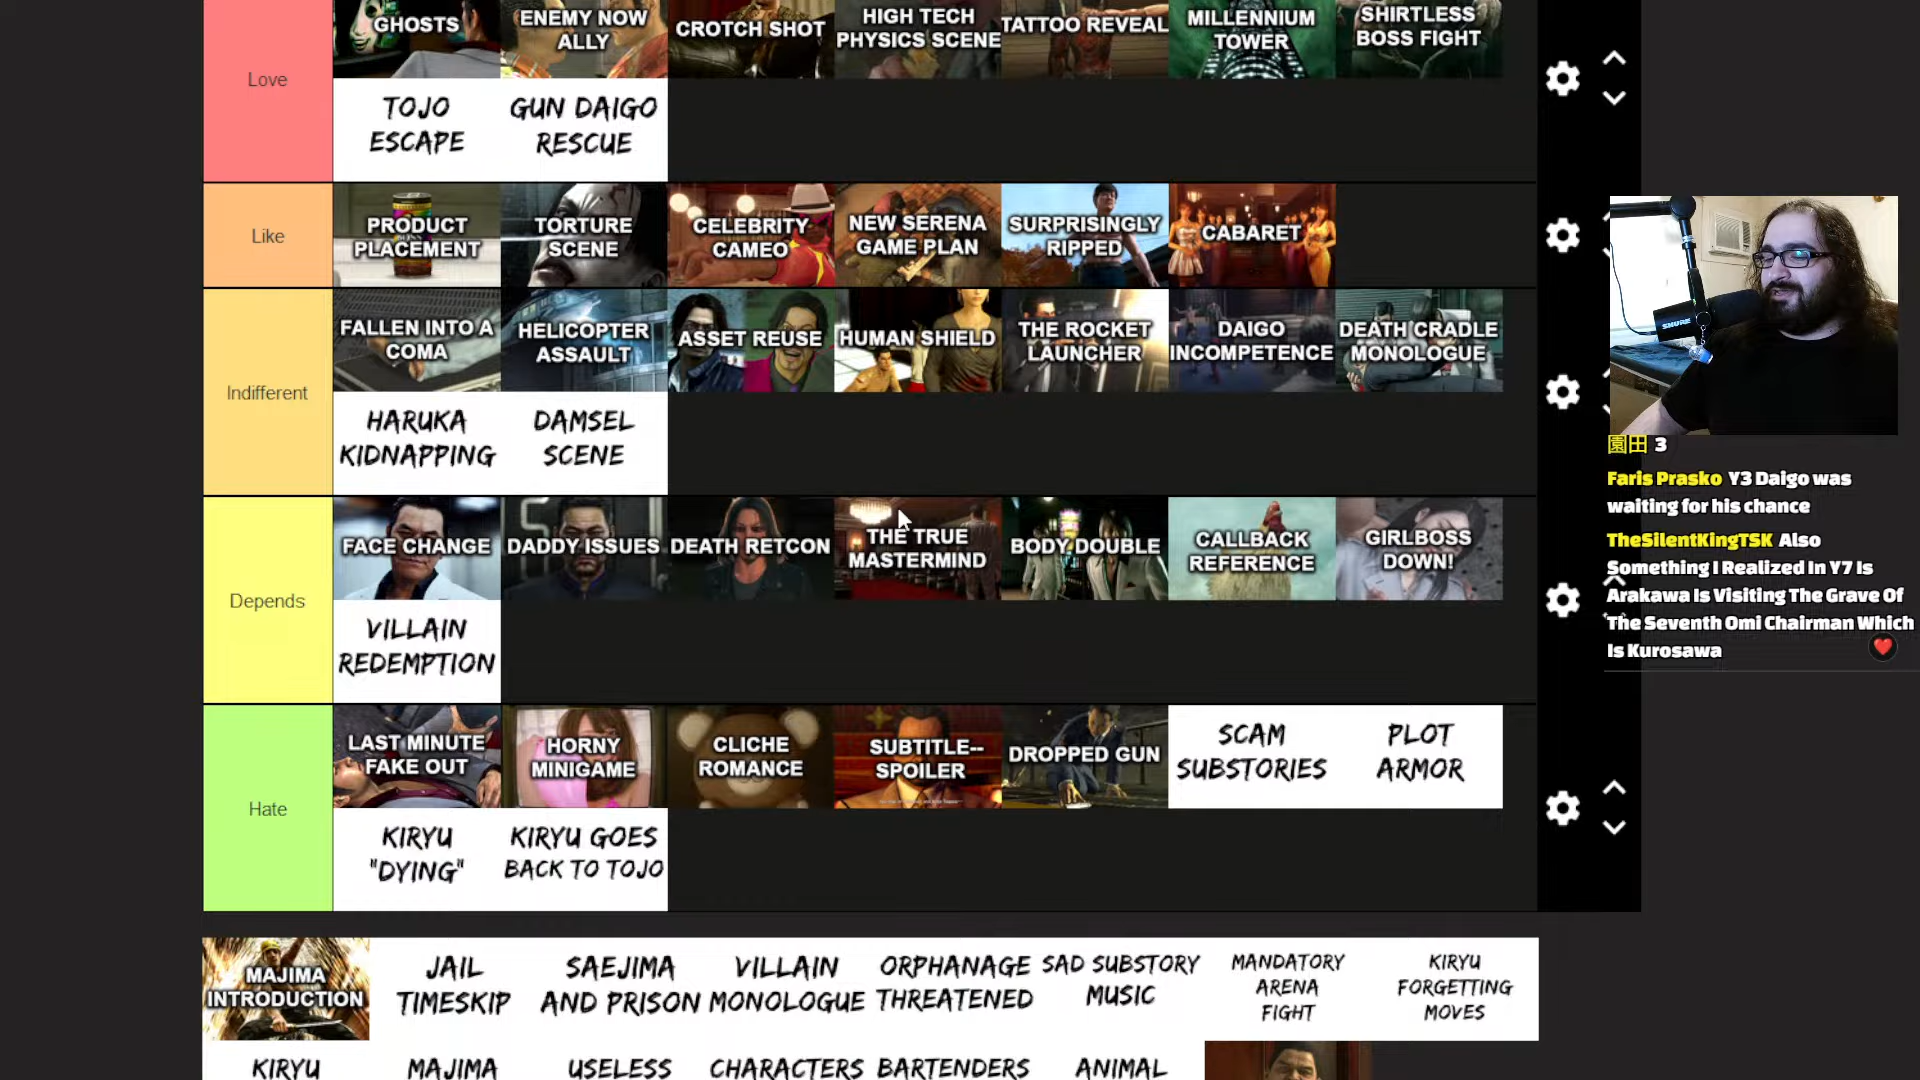 Love
GHOSTS
ENEMY NOW
ALLY
CROTCH SHOT
HIGH TECH
PHYSICS SCENE
TATTOO REVEAL
MILLENNIUM
TOWER
SHIRTLESS
BOSS FIGHT
TOJO
ESCAPE
GUN DAIGO
RESCUE
Like
PRODUCT
PLACEMENT
TORTURE
SCENE
CELEBRITY
CAMEO
NEW SERENA
GAME PLAN
SURPRISINGLY
RIPPED
CABARET
Indifferent
FALLEN INTO A
COMA
HELICOPTER
ASSAULT
ASSET REUSE
HUMAN SHIELD
THE ROCKET
LAUNCHER
DAIGO
INCOMPETENCE
DEATH CRADLE
MONOLOGUE
HARUKA
KIDNAPPING
DAMSEL
SCENE
Depends
FACE CHANGE
DADDY ISSUES
DEATH RETCON
THE TRUE
MASTERMIND
BODY DOUBLE
CALLBACK
REFERENCE
GIRLBOSS
DOWN!
VILLAIN
REDEMPTION
Hate
LAST MINUTE
FAKE OUT
HORNY
MINIGAME
CLICHE
ROMANCE
SUBTITLE--
SPOILER
DROPPED GUN
SCAM
SUBSTORIES
PLOT
ARMOR
KIRYU
"DYING"
KIRYU GOES
BACK TO TOJO
MAJIMA
INTRODUCTION
JAIL
TIMESKIP
SAEJIMA
AND PRISON
VILLAIN
MONOLOGUE
ORPHANAGE
THREATENED
SAD SUBSTORY
MUSIC
MANDATORY
ARENA
FIGHT
KIRYU
FORGETTING
MOVES
KIRYU
MAJIMA
USELESS
CHARACTERS
BARTENDERS
ANIMAL
SHURE
園田 3
Faris Prasko Y3 Daigo was
waiting for his chance
TheSilentKingTSK Also
Something I Realized In Y7 Is
Arakawa Is Visiting The Grave Of
The Seventh Omi Chairman Which
Is Kurosawa